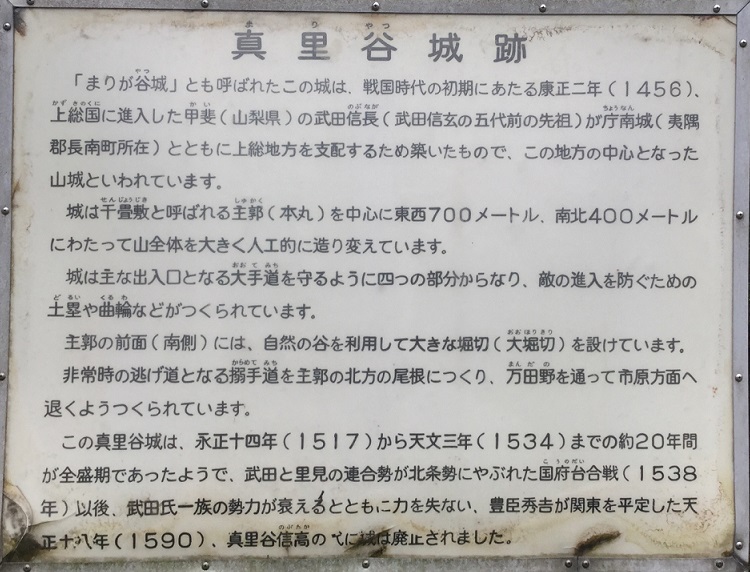 真里谷城跡
「まりが谷城」とも呼ばれたこの城は、戦国時代の初期にあたる康正二年（1456）、
上総国に進入した甲斐（山梨県）の武田信長（武田信玄の五代前の先祖）が庁南城（夷隅
郡長南町所在）とともに上総地方を支配するため築いたもので、この地方の中心となった
山城といわれています。
城は千畳敷と呼ばれる主郭（本丸）を中心に東西700メートル、南北400メートル
にわたって山全体を大きく人工的に造り変えています。
城は主な出入口となる大手道を守るように四つの部分からなり、敵の進入を防ぐための
土塁や曲輪などがつくられています。
主郭の前面（南側）には、自然の谷を利用して大きな堀切（大堀切）を設けています。
非常時の逃げ道となる搦手道を主郭の北方の尾根につくり、万田野を通って市原方面へ
退くようつくられています。
この真里谷城は、永正十四年（1517）から天文三年（1534）までの約20年間
が全盛期であったようで、武田と里見の連合勢が北条勢にやぶれた国府台合戦（1538
年）以後、武田氏一族の勢力が衰えるとともに力を失ない、豊臣秀吉が関東を平定した天
正十八年（1590）、真里谷信高の に城は廃止されました。